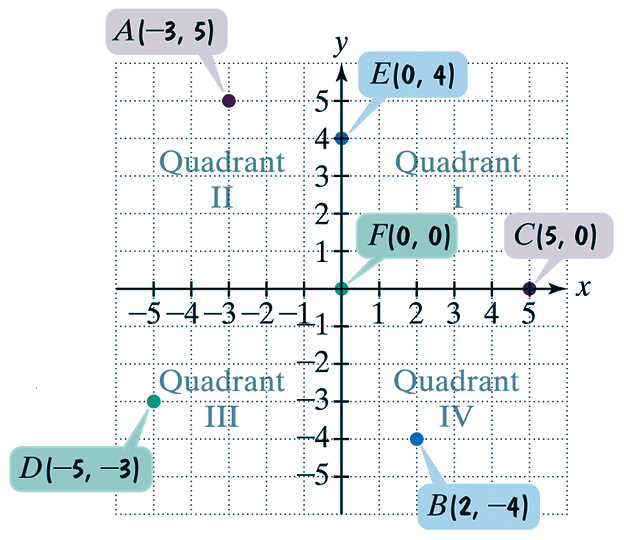 A(−3, 5)
y
E(0, 4)
5
4
Quadrant
II
Quadrant
I
3
2
1
F(0, 0)
C(5, 0)
x
−5 −4 −3 −2 −1 1 2 3 4 5
−1
−2
Quadrant
III
Quadrant
IV
−3
−4
−5
D(−5, −3)
B(2, −4)